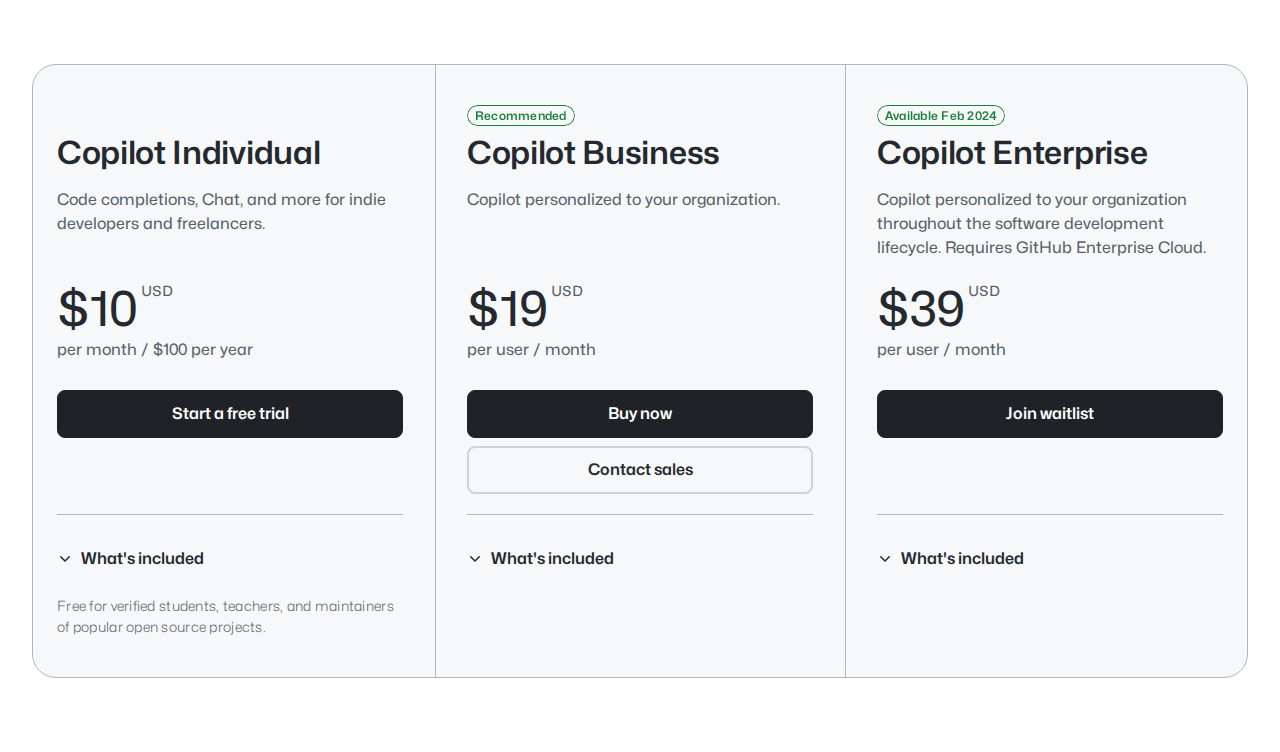 Copilot Individual
Code completions, Chat, and more for indie
developers and freelancers.
$10 USD
per month / $100 per year
Start a free trial
What's included
Free for verified students, teachers, and maintainers
of popular open source projects.
Recommended
Copilot Business
Copilot personalized to your organization.
$19 USD
per user / month
Buy now
Contact sales
What's included
Available Feb 2024
Copilot Enterprise
Copilot personalized to your organization
throughout the software development
lifecycle. Requires GitHub Enterprise Cloud.
$39 USD
per user / month
Join waitlist
What's included